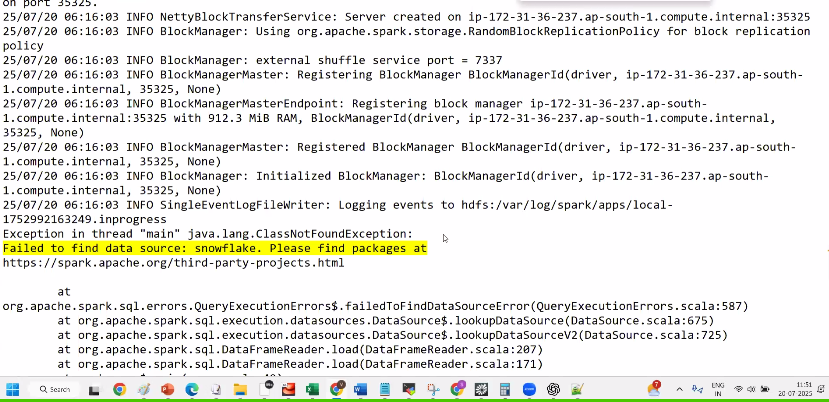 on port 35325.
25/07/20 06:16:03 INFO NettyBlockTransferService: Server created on ip-172-31-36-237.ap-south-1.compute.internal:35325
25/07/20 06:16:03 INFO BlockManager: Using org.apache.spark.storage.RandomBlockReplicationPolicy for block replication
policy
25/07/20 06:16:03 INFO BlockManager: external shuffle service port = 7337
25/07/20 06:16:03 INFO BlockManagerMaster: Registering BlockManager BlockManagerId(driver, ip-172-31-36-237.ap-south-
1.compute.internal, 35325, None)
25/07/20 06:16:03 INFO BlockManagerMasterEndpoint: Registering block manager ip-172-31-36-237.ap-south-
1.compute.internal:35325 with 912.3 MiB RAM, BlockManagerId(driver, ip-172-31-36-237.ap-south-1.compute.internal,
35325, None)
25/07/20 06:16:03 INFO BlockManagerMaster: Registered BlockManager BlockManagerId(driver, ip-172-31-36-237.ap-south-
1.compute.internal, 35325, None)
25/07/20 06:16:03 INFO BlockManager: Initialized BlockManager: BlockManagerId(driver, ip-172-31-36-237.ap-south-
1.compute.internal, 35325, None)
25/07/20 06:16:03 INFO SingleEventLogFileWriter: Logging events to hdfs:/var/log/spark/apps/local-
1752992163249.inprogress
Exception in thread "main" java.lang.ClassNotFoundException:
Failed to find data source: snowflake. Please find packages at
https://spark.apache.org/third-party-projects.html
at
org.apache.spark.sql.errors.QueryExecutionErrors$.failedToFindDataSourceError(QueryExecutionErrors.scala:587)
at org.apache.spark.sql.execution.datasources.DataSource$.lookupDataSource(DataSource.scala:675)
at org.apache.spark.sql.execution.datasources.DataSource$.lookupDataSourceV2(DataSource.scala:725)
at org.apache.spark.sql.DataFrameReader.load(DataFrameReader.scala:207)
at org.apache.spark.sql.DataFrameReader.load(DataFrameReader.scala:171)
Search
ENG
IN
11:51
20-07-2025